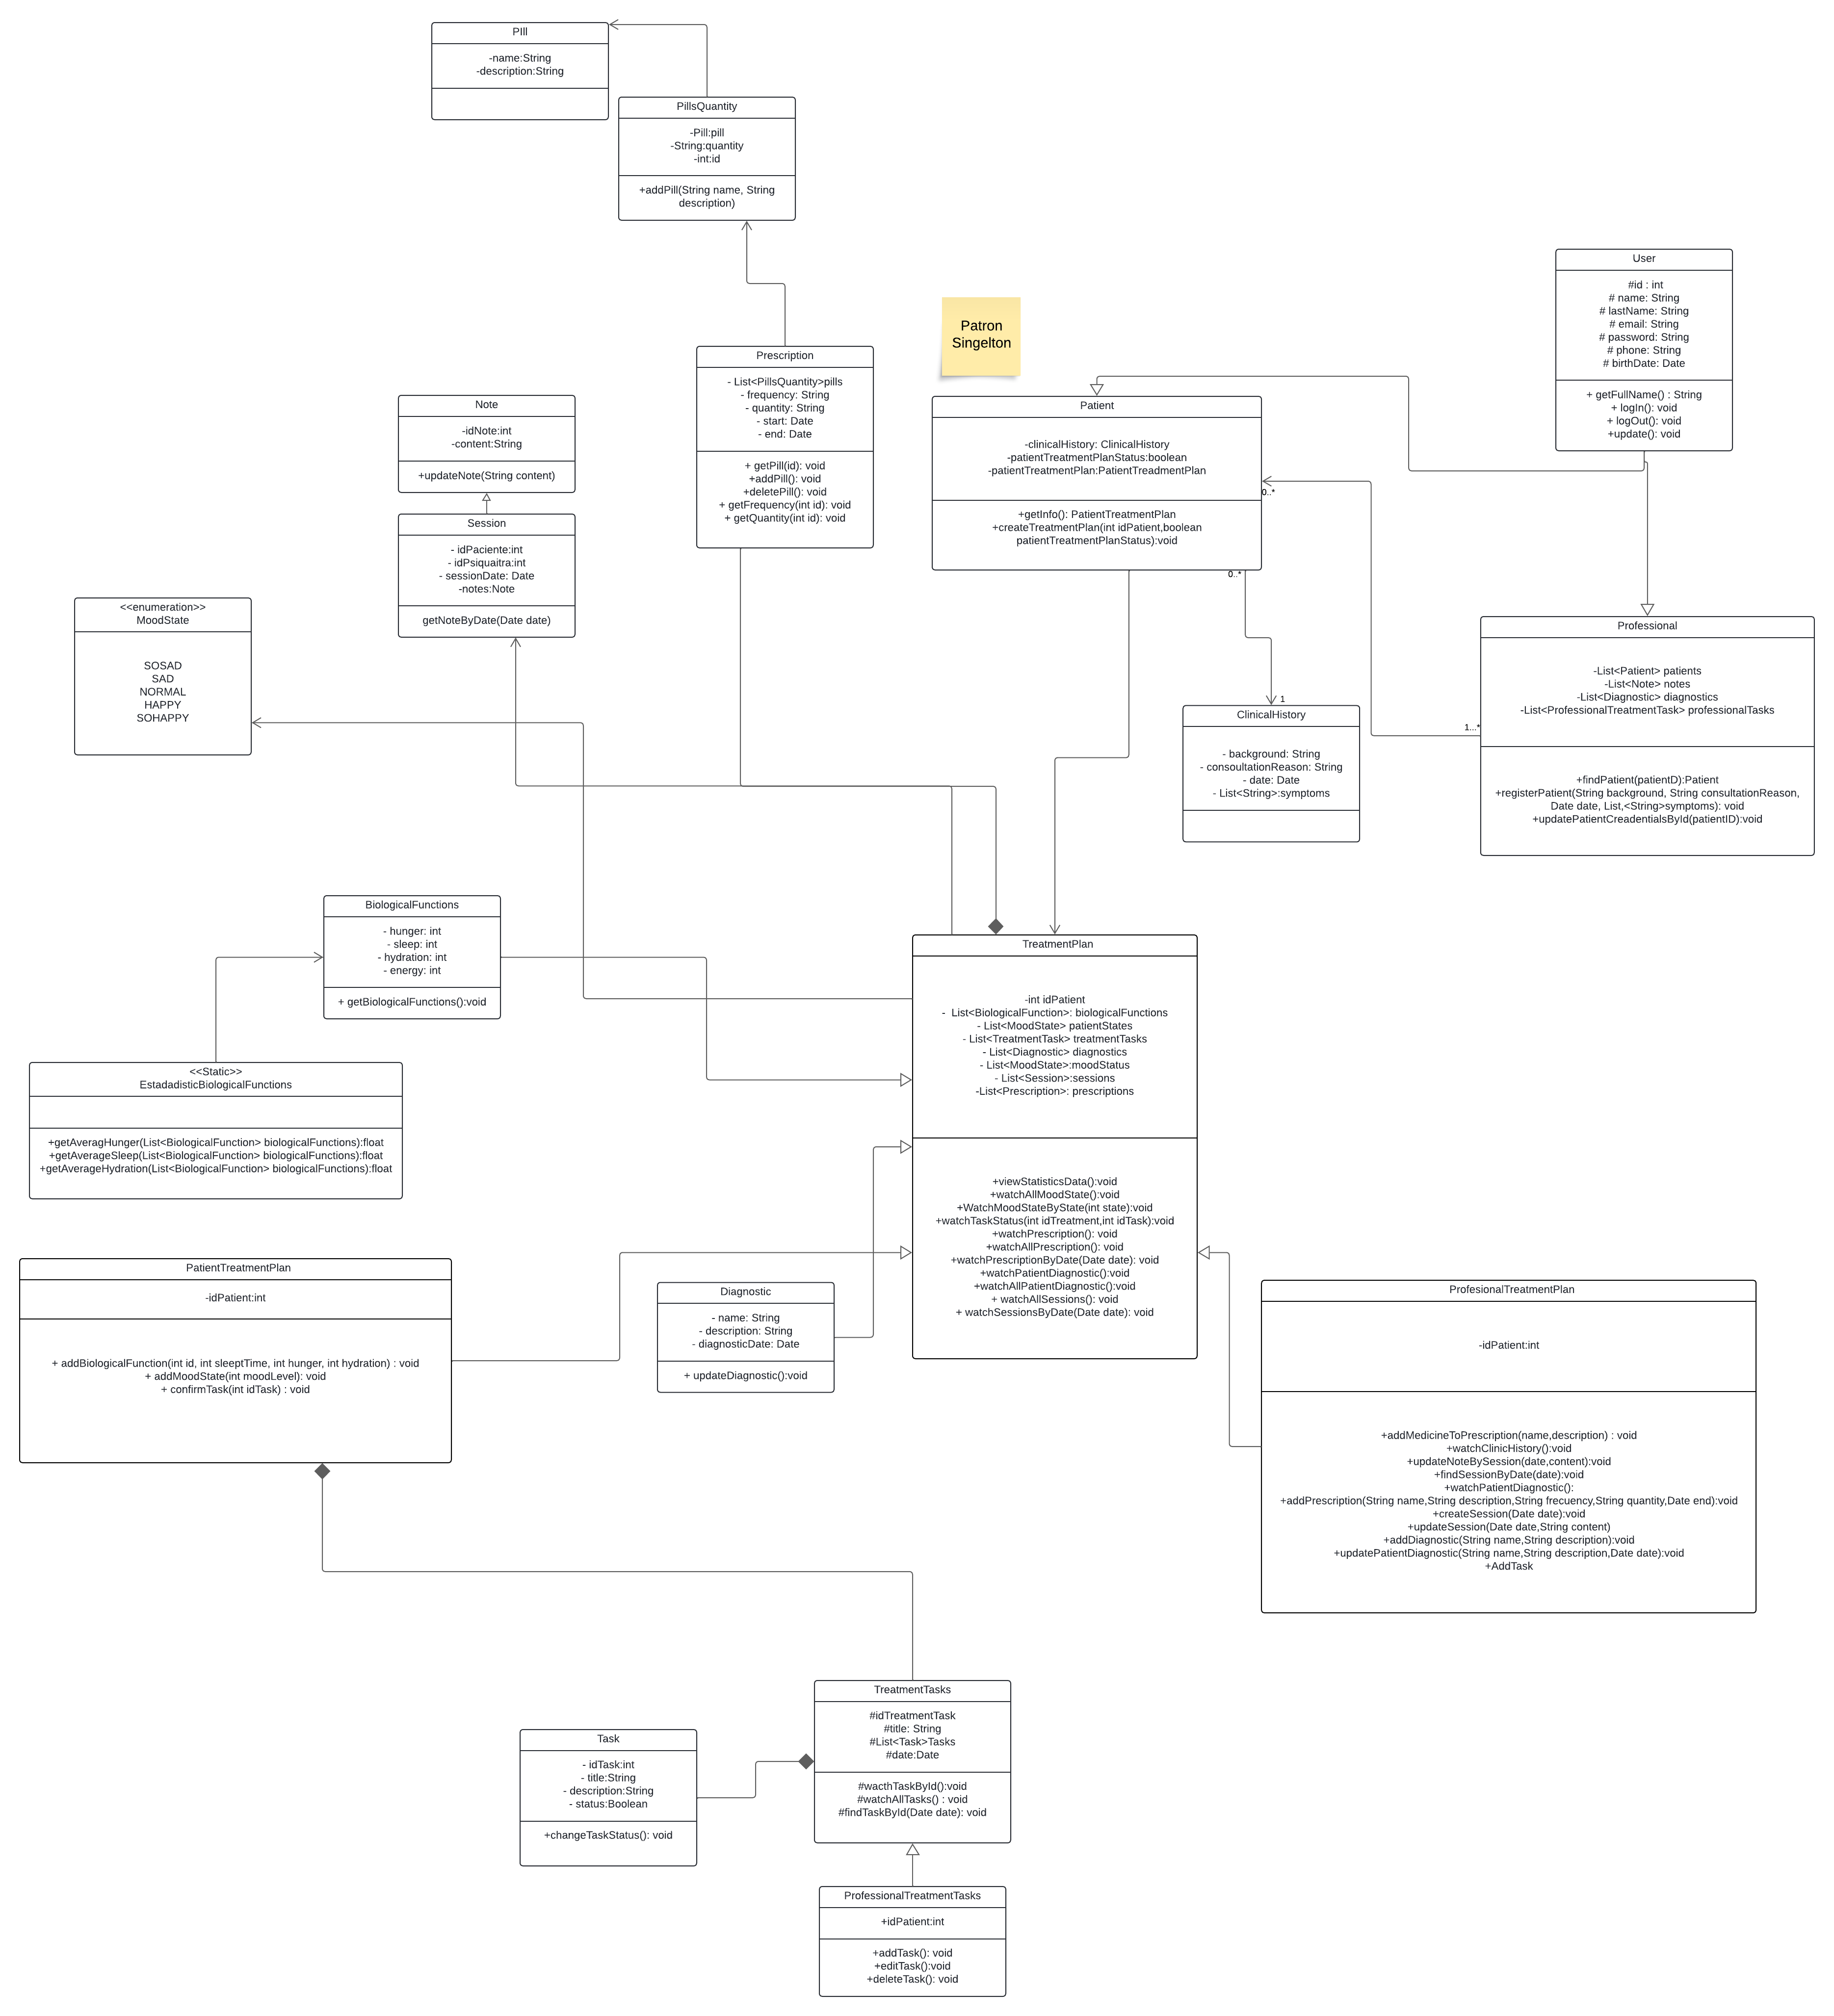 PIll
-name:String
-description:String
PillsQuantity
-Pill:pill
-String:quantity
-int:id
+addPill(String name, String
description)
User
#id : int
# name: String
# lastName: String
# email: String
# password: String
# phone: String
# birthDate: Date
+ getFullName() : String
+ logIn(): void
+ logOut(): void
+update(): void
Patron
Singelton
Prescription
- List<PillsQuantity>pills
- frequency: String
- quantity: String
- start: Date
- end: Date
+ getPill(id): void
+addPill(): void
+deletePill(): void
+ getFrequency(int id): void
+ getQuantity(int id): void
Note
-idNote:int
-content:String
+updateNote(String content)
Patient
-clinicalHistory: ClinicalHistory
-patientTreatmentPlanStatus:boolean
-patientTreatmentPlan:PatientTreadmentPlan
+getInfo(): PatientTreatmentPlan
+createTreatmentPlan(int idPatient,boolean
patientTreatmentPlanStatus):void
0..*
0..*
Session
- idPaciente:int
- idPsiquaitra:int
- sessionDate: Date
-notes:Note
getNoteByDate(Date date)
<<enumeration>>
MoodState
SOSAD
SAD
NORMAL
HAPPY
SOHAPPY
Professional
-List<Patient> patients
-List<Note> notes
-List<Diagnostic> diagnostics
-List<ProfessionalTreatmentTask> professionalTasks
+findPatient(patientD):Patient
+registerPatient(String background, String consultationReason,
Date date, List,<String>symptoms): void
+updatePatientCreadentialsById(patientID):void
1...*
1
ClinicalHistory
- background: String
- consoultationReason: String
- date: Date
- List<String>:symptoms
BiologicalFunctions
- hunger: int
- sleep: int
- hydration: int
- energy: int
+ getBiologicalFunctions():void
TreatmentPlan
-int idPatient
-  List<BiologicalFunction>: biologicalFunctions
- List<MoodState> patientStates
- List<TreatmentTask> treatmentTasks
- List<Diagnostic> diagnostics
- List<MoodState>:moodStatus
- List<Session>:sessions
-List<Prescription>: prescriptions
+viewStatisticsData():void
+watchAllMoodState():void
+WatchMoodStateByState(int state):void
+watchTaskStatus(int idTreatment,int idTask):void
+watchPrescription(): void
+watchAllPrescription(): void
+watchPrescriptionByDate(Date date): void
+watchPatientDiagnostic():void
+watchAllPatientDiagnostic():void
+ watchAllSessions(): void
+ watchSessionsByDate(Date date): void
<<Static>>
EstadadisticBiologicalFunctions
+getAveragHunger(List<BiologicalFunction> biologicalFunctions):float
+getAverageSleep(List<BiologicalFunction> biologicalFunctions):float
+getAverageHydration(List<BiologicalFunction> biologicalFunctions):float
PatientTreatmentPlan
-idPatient:int
+ addBiologicalFunction(int id, int sleeptTime, int hunger, int hydration) : void
+ addMoodState(int moodLevel): void
+ confirmTask(int idTask) : void
Diagnostic
- name: String
- description: String
- diagnosticDate: Date
+ updateDiagnostic():void
ProfesionalTreatmentPlan
-idPatient:int
+addMedicineToPrescription(name,description) : void
+watchClinicHistory():void
+updateNoteBySession(date,content):void
+findSessionByDate(date):void
+watchPatientDiagnostic():
+addPrescription(String name,String description,String frecuency,String quantity,Date end):void
+createSession(Date date):void
+updateSession(Date date,String content)
+addDiagnostic(String name,String description):void
+updatePatientDiagnostic(String name,String description,Date date):void
+AddTask
TreatmentTasks
#idTreatmentTask
#title: String
#List<Task>Tasks
#date:Date
#wacthTaskById():void
#watchAllTasks() : void
#findTaskById(Date date): void
Task
- idTask:int
- title:String
- description:String
- status:Boolean
+changeTaskStatus(): void
ProfessionalTreatmentTasks
+idPatient:int
+addTask(): void
+editTask():void
+deleteTask(): void